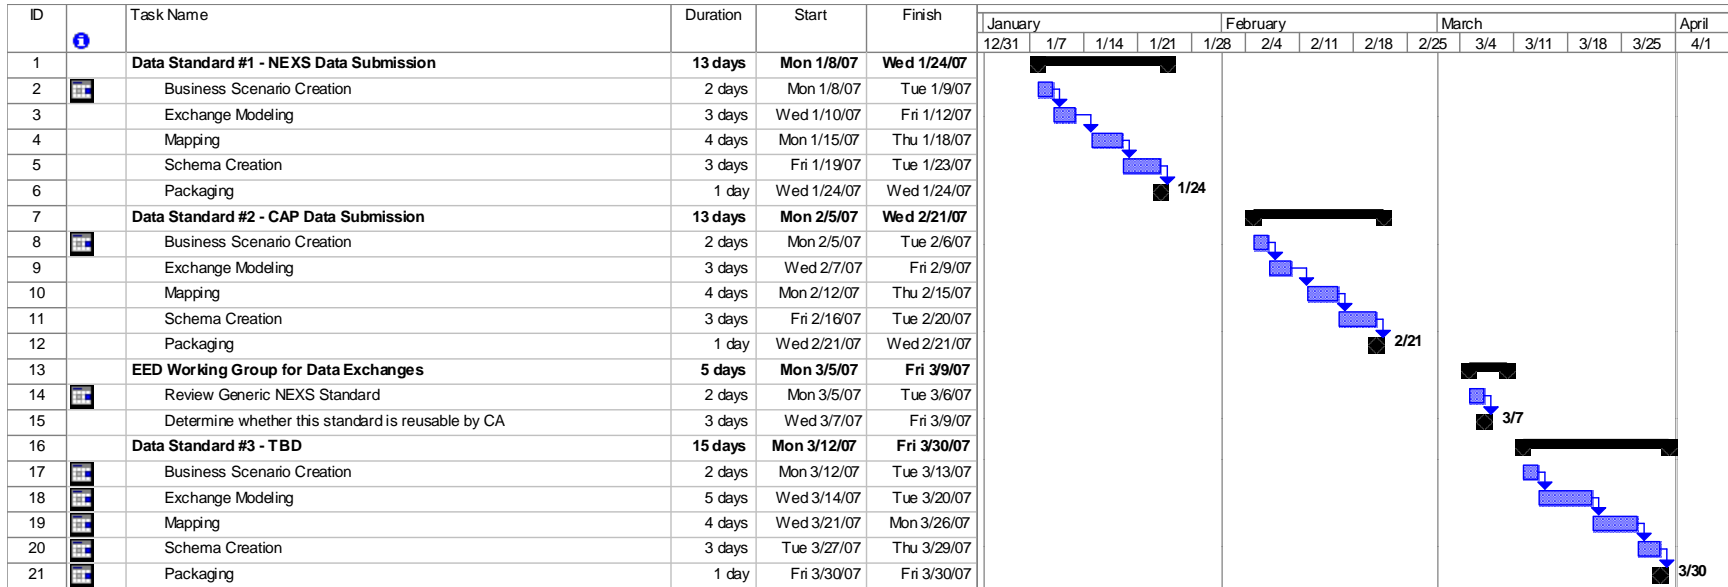 ID Task Name Duration Start Finish January February March April
12/31 1/7 1/14 1/21 1/28 2/4 2/11 2/18 2/25 3/4 3/11 3/18 3/25 4/1
1 Data Standard #1 - NEXS Data Submission 13 days Mon 1/8/07 Wed 1/24/07
2 Business Scenario Creation 2 days Mon 1/8/07 Tue 1/9/07
3 Exchange Modeling 3 days Wed 1/10/07 Fri 1/12/07
4 Mapping 4 days Mon 1/15/07 Thu 1/18/07
5 Schema Creation 3 days Fri 1/19/07 Tue 1/23/07
6 Packaging 1 day Wed 1/24/07 Wed 1/24/07 1/24
7 Data Standard #2 - CAP Data Submission 13 days Mon 2/5/07 Wed 2/21/07
8 Business Scenario Creation 2 days Mon 2/5/07 Tue 2/6/07
9 Exchange Modeling 3 days Wed 2/7/07 Fri 2/9/07
10 Mapping 4 days Mon 2/12/07 Thu 2/15/07
11 Schema Creation 3 days Fri 2/16/07 Tue 2/20/07
12 Packaging 1 day Wed 2/21/07 Wed 2/21/07 2/21
13 EED Working Group for Data Exchanges 5 days Mon 3/5/07 Fri 3/9/07
14 Review Generic NEXS Standard 2 days Mon 3/5/07 Tue 3/6/07
15 Determine whether this standard is reusable by CA 3 days Wed 3/7/07 Fri 3/9/07 3/7
16 Data Standard #3 - TBD 15 days Mon 3/12/07 Fri 3/30/07
17 Business Scenario Creation 2 days Mon 3/12/07 Tue 3/13/07
18 Exchange Modeling 5 days Wed 3/14/07 Tue 3/20/07
19 Mapping 4 days Wed 3/21/07 Mon 3/26/07
20 Schema Creation 3 days Tue 3/27/07 Thu 3/29/07
21 Packaging 1 day Fri 3/30/07 Fri 3/30/07 3/30